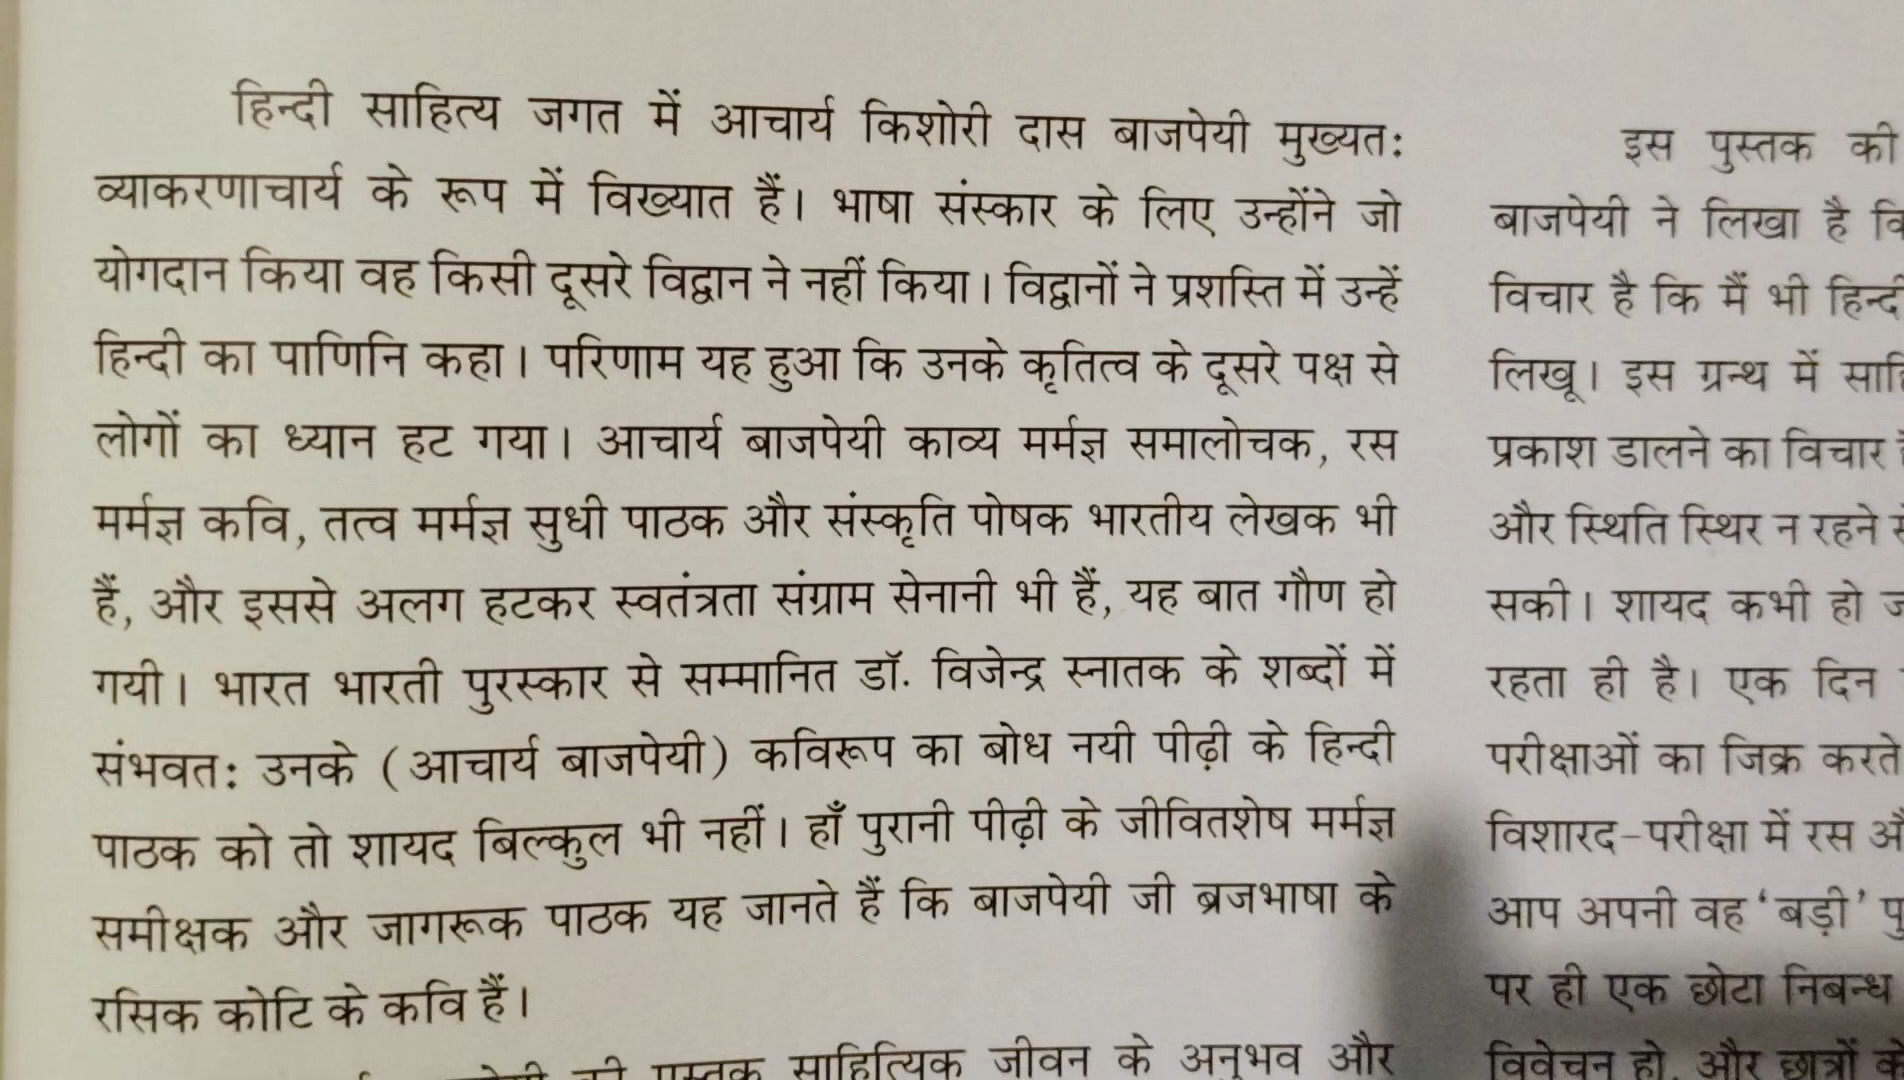 हिन्दी साहित्य जगत में आचार्य किशोरी दास बाजपेयी मुख्यतः
व्याकरणाचार्य के रूप में विख्यात हैं। भाषा संस्कार के लिए उन्होंने जो
योगदान किया वह किसी दूसरे विद्वान ने नहीं किया। विद्वानों ने प्रशस्ति में उन्हें
हिन्दी का पाणिनि कहा। परिणाम यह हुआ कि उनके कृतित्व के दूसरे पक्ष से
लोगों का ध्यान हट गया। आचार्य बाजपेयी काव्य मर्मज्ञ समालोचक, रस
मर्मज्ञ कवि, तत्व मर्मज्ञ सुधी पाठक और संस्कृति पोषक भारतीय लेखक भी
हैं, और इससे अलग हटकर स्वतंत्रता संग्राम सेनानी भी हैं, यह बात गौण हो
गयी। भारत भारती पुरस्कार से सम्मानित डॉ. विजेन्द्र स्नातक के शब्दों में
संभवतः उनके (आचार्य बाजपेयी) कविरूप का बोध नयी पीढ़ी के हिन्दी
पाठक को तो शायद बिल्कुल भी नहीं। हाँ पुरानी पीढ़ी के जीवितशेष मर्मज्ञ
समीक्षक और जागरूक पाठक यह जानते हैं कि बाजपेयी जी ब्रजभाषा के
रसिक कोटि के कवि हैं।
साहित्यिक जीवन के अनुभव और
इस पुस्तक की
बाजपेयी ने लिखा है
विचार है कि मैं भी हिन्दी
लिखू। इस ग्रन्थ में
प्रकाश डालने का विचार
और स्थिति स्थिर न रहने
सकी। शायद कभी हो
रहता ही है। एक दिन
परीक्षाओं का जिक्र करते
विशारद-परीक्षा में रस
आप अपनी वह ‘बड़ी’
पर ही एक छोटा निबन्ध
विवेचन हो, और छात्रों